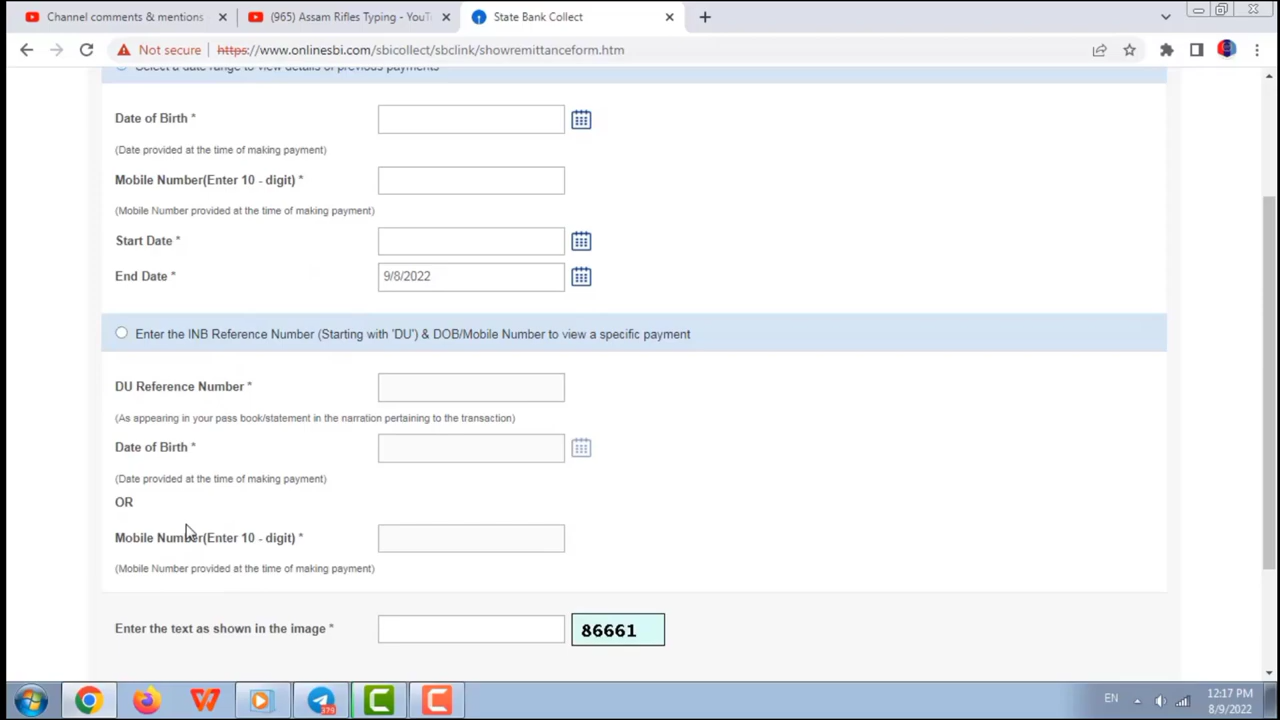 Channel comments & mentions
(965) Assam Rifles Typing - YouT
State Bank Collect
Not secure
https://www.onlinesbi.com/sbicollect/sbclink/showremittanceform.htm
Select a date range to view details of previous payments
Date of Birth *
(Date provided at the time of making payment)
Mobile Number(Enter 10 - digit) *
(Mobile Number provided at the time of making payment)
Start Date *
End Date *
9/8/2022
Enter the INB Reference Number (Starting with 'DU') & DOB/Mobile Number to view a specific payment
DU Reference Number *
(As appearing in your pass book/statement in the narration pertaining to the transaction)
Date of Birth *
(Date provided at the time of making payment)
OR
Mobile Number(Enter 10 - digit) *
(Mobile Number provided at the time of making payment)
Enter the text as shown in the image *
86661
379
EN
12:17 PM
8/9/2022